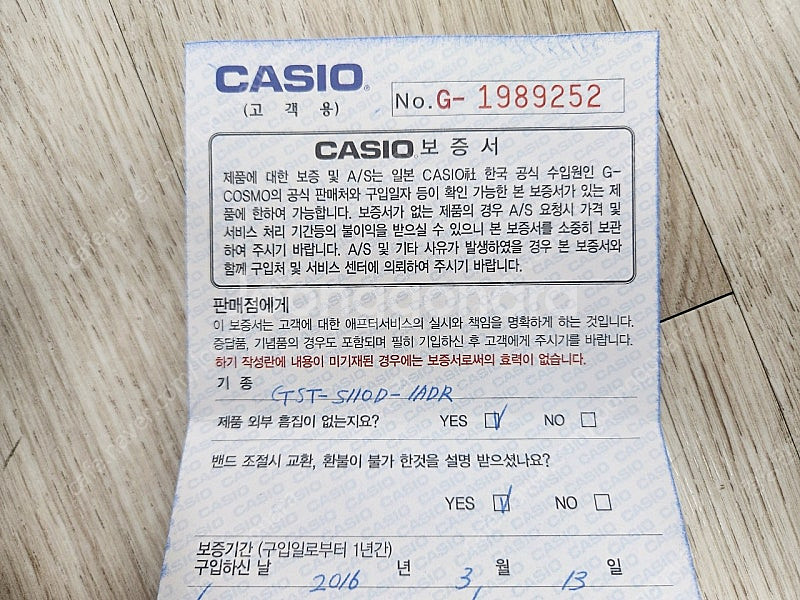 CASIO®
(고 객 용)
No. G- 1989252
CASIO® 보 증 서
제품에 대한 보증 및 A/S는 일본 CASIO社 한국 공식 수입원인 G-
COSMO의 공식 판매처와 구입일자 등이 확인 가능한 본 보증서가 있는 제
품에 한하여 가능합니다. 보증서가 없는 제품의 경우 A/S 요청시 가격 및
서비스 처리 기간등의 불이익을 받으실 수 있으니 본 보증서를 소중히 보관
하여 주시기 바랍니다. A/S 및 기타 사유가 발생하였을 경우 본 보증서와
함께 구입처 및 서비스 센터에 의뢰하여 주시기 바랍니다.
판매점에게
이 보증서는 고객에 대한 애프터서비스의 실시와 책임을 명확하게 하는 것입니다.
증답품, 기념품의 경우도 포함되며 필히 기입하신 후 고객에게 주시기를 바랍니다.
하기 작성란에 내용이 미기재된 경우에는 보증서로써의 효력이 없습니다.
기 종 GTST-S110D-1ADR
제품 외부 흠집이 없는지요? YES NO
밴드 조절시 교환, 환불이 불가 한것을 설명 받으셨나요?
YES NO
보증기간 (구입일로부터 1년간)
구입하신 날 2016 년 3 월 13 일